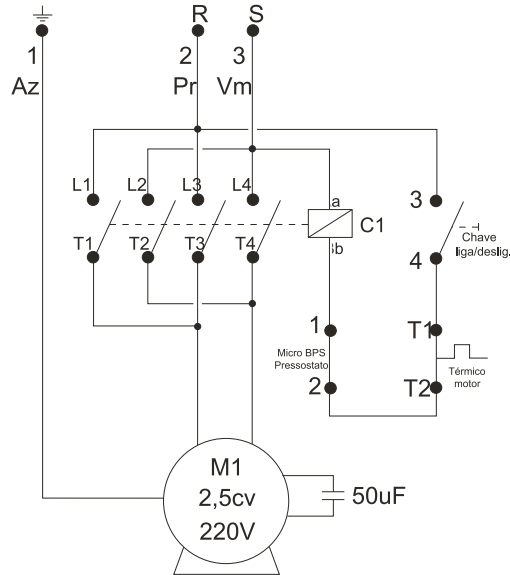 R S
1 2 3
Az Pr Vm
L1 L2 L3 L4
T1 T2 T3 T4
a
C1
b
3
Chave
liga/deslig.
4
1
Micro BPS
Pressostato
2
T1
Térmico
motor
T2
M1
2,5cv
220V
50uF